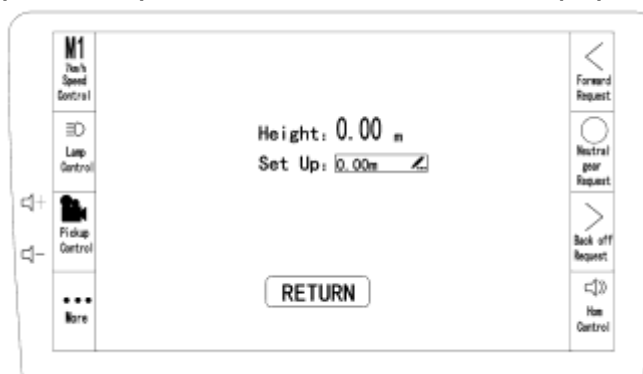 M1
7km/h
Speed
Control
Lamp
Control
Pickup
Control
More
Height: 0.00 m
Set Up: 0.00m
RETURN
Forward
Request
Neutral
gear
Request
Back off
Request
Control